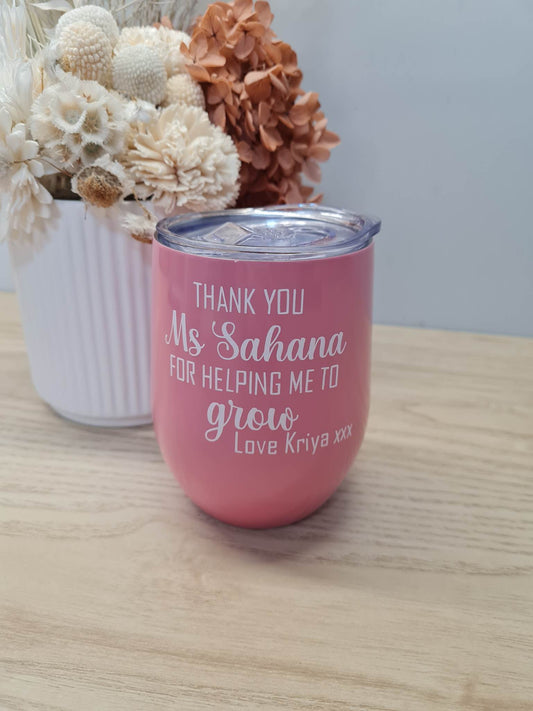 THANK YOU
Ms Sahana
FOR HELPING ME TO
grow
Love Kriya xxx